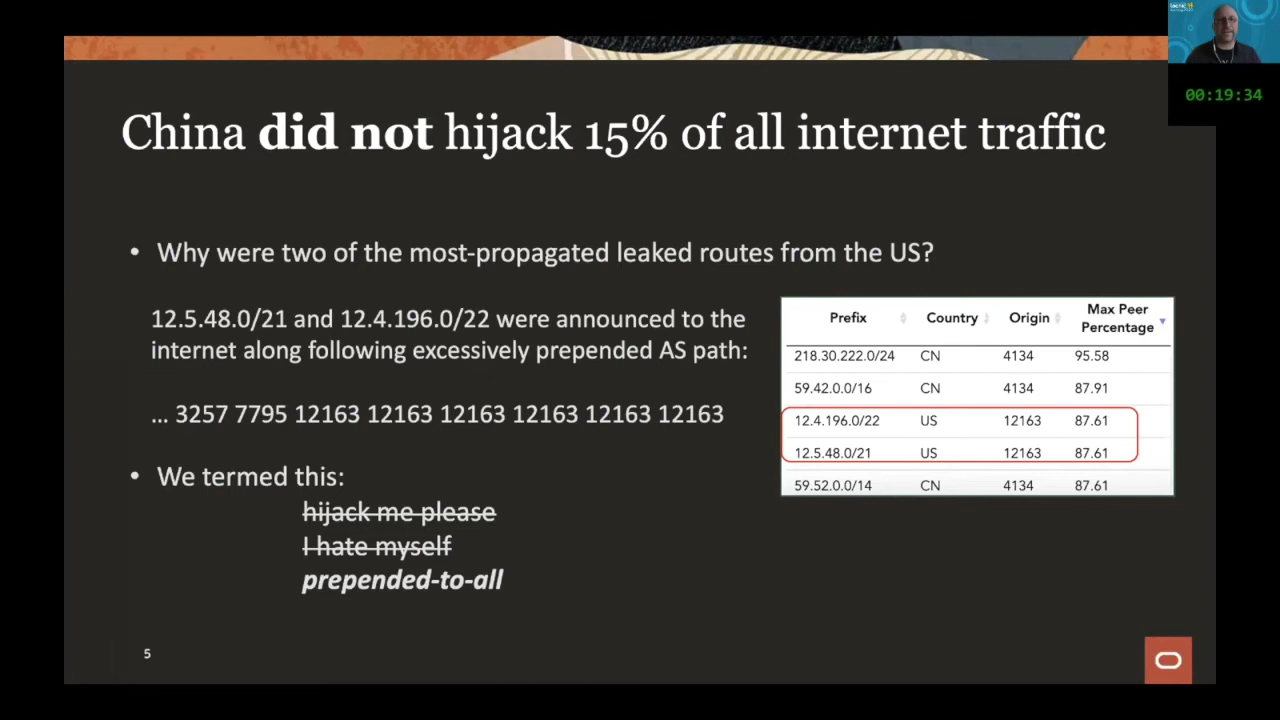 00:19:34
China did not hijack 15% of all internet traffic
• Why were two of the most-propagated leaked routes from the US?
12.5.48.0/21 and 12.4.196.0/22 were announced to the
internet along following excessively prepended AS path:
... 3257 7795 12163 12163 12163 12163 12163 12163
• We termed this:
hijack me please
I hate myself
prepended-to-all
Prefix Country Origin Max Peer Percentage
218.30.222.0/24 CN 4134 95.58
59.42.0.0/16 CN 4134 87.91
12.4.196.0/22 US 12163 87.61
12.5.48.0/21 US 12163 87.61
59.52.0.0/14 CN 4134 87.61
5